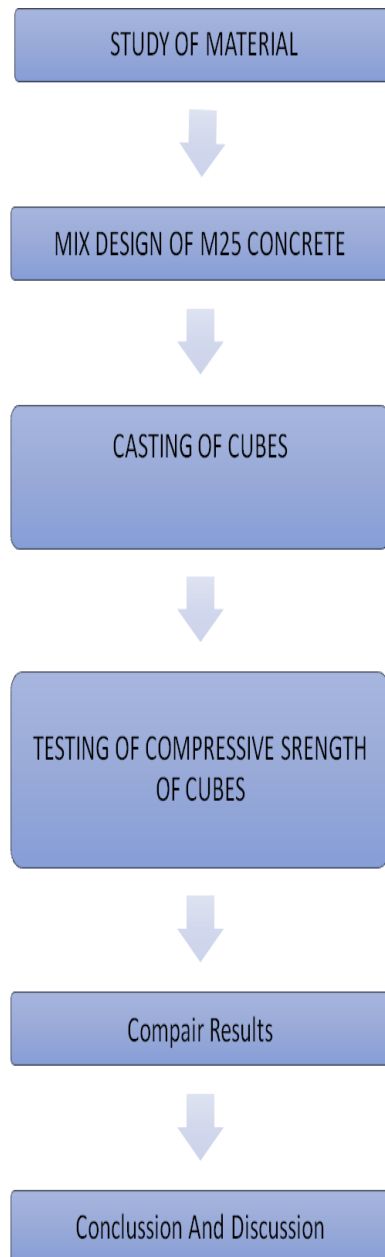 STUDY OF MATERIAL
MIX DESIGN OF M25 CONCRETE
CASTING OF CUBES
TESTING OF COMPRESSIVE SRENGTH
OF CUBES
Compair Results
Conclussion And Discussion